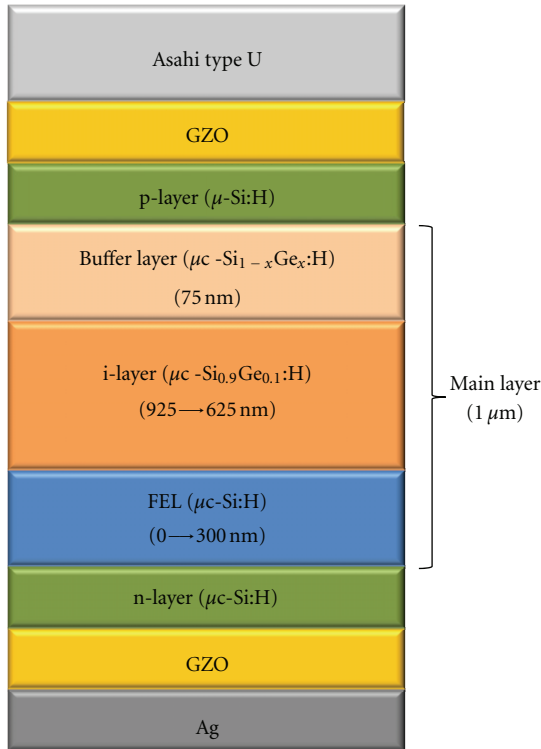 Asahi type U
GZO
p-layer (μ-Si:H)
Buffer layer (μc -Si₁₋ₓGeₓ:H)
(75 nm)
i-layer (μc -Si₀.₉Ge₀.₁:H)
(925⟶625 nm)
Main layer
(1 μm)
FEL (μc-Si:H)
(0⟶300 nm)
n-layer (μc-Si:H)
GZO
Ag